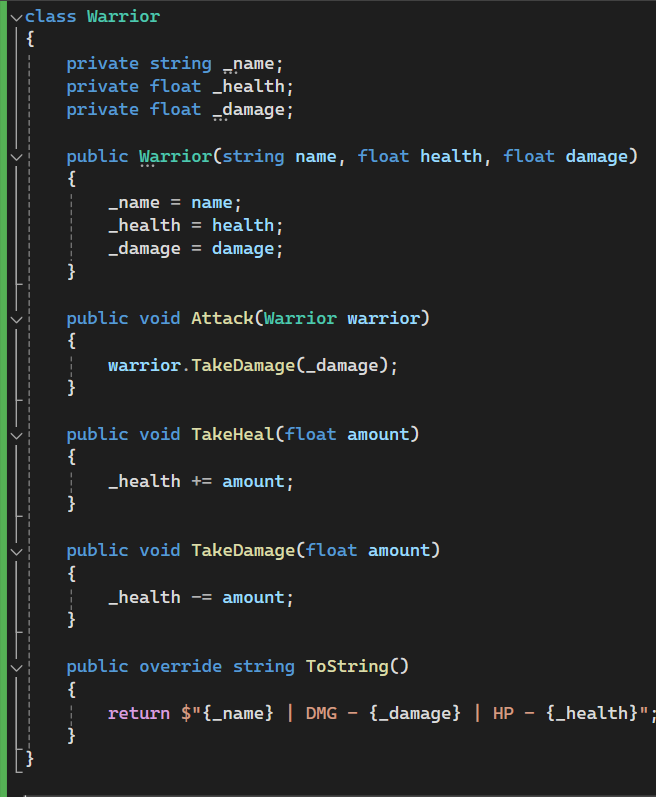 class Warrior
{
    private string _name;
    private float _health;
    private float _damage;

    public Warrior(string name, float health, float damage)
    {
        _name = name;
        _health = health;
        _damage = damage;
    }

    public void Attack(Warrior warrior)
    {
        warrior.TakeDamage(_damage);
    }

    public void TakeHeal(float amount)
    {
        _health += amount;
    }

    public void TakeDamage(float amount)
    {
        _health -= amount;
    }

    public override string ToString()
    {
        return $"{_name} | DMG - {_damage} | HP - {_health}";
    }
}